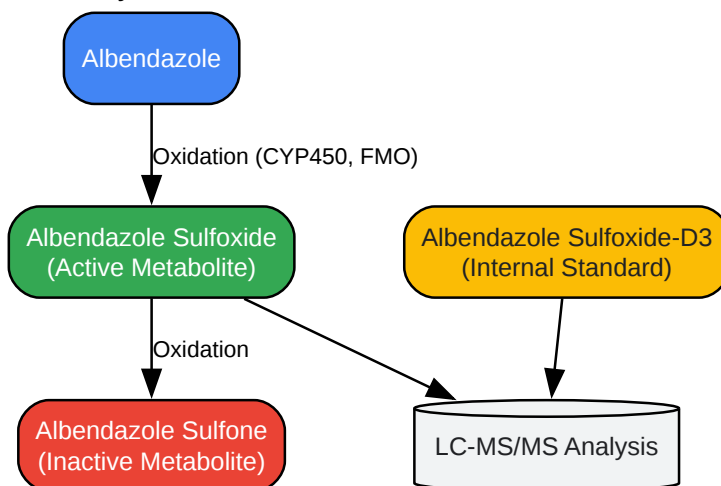 Albendazole
Oxidation (CYP450, FMO)
Albendazole Sulfoxide
(Active Metabolite)
Albendazole Sulfoxide-D3
(Internal Standard)
Oxidation
Albendazole Sulfone
(Inactive Metabolite)
LC-MS/MS Analysis